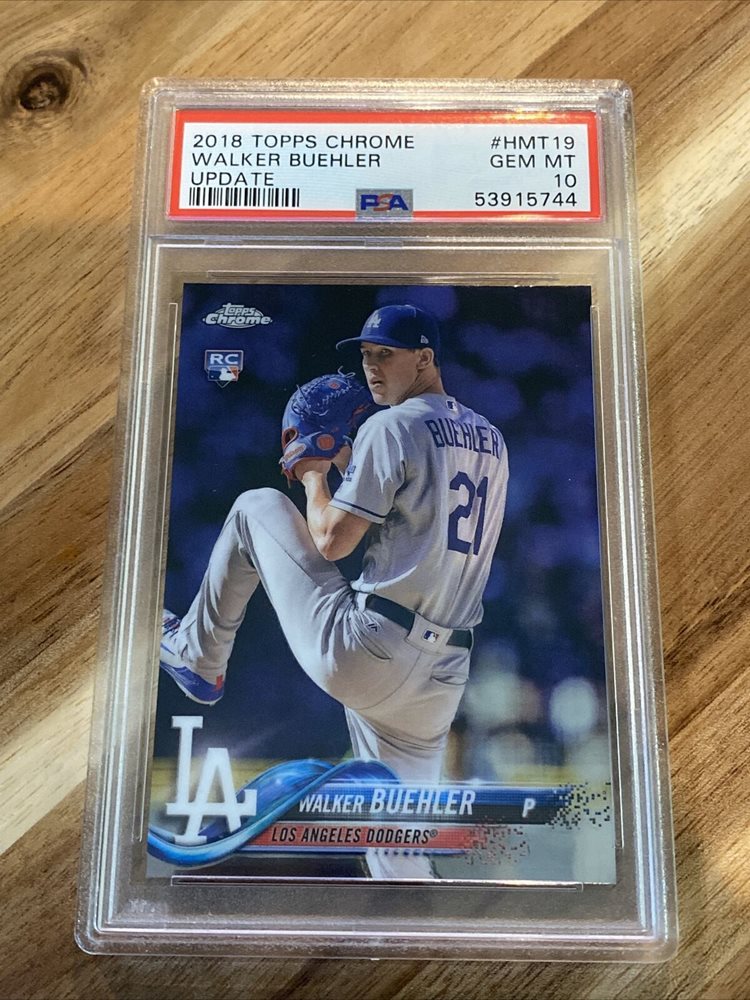 2018 TOPPS CHROME #HMT19
WALKER BUEHLER GEM MT
UPDATE 10
PSA 53915744
Topps
Chrome
RC
LA
BUEHLER
21
LA
WALKER BUEHLER P
LOS ANGELES DODGERS®